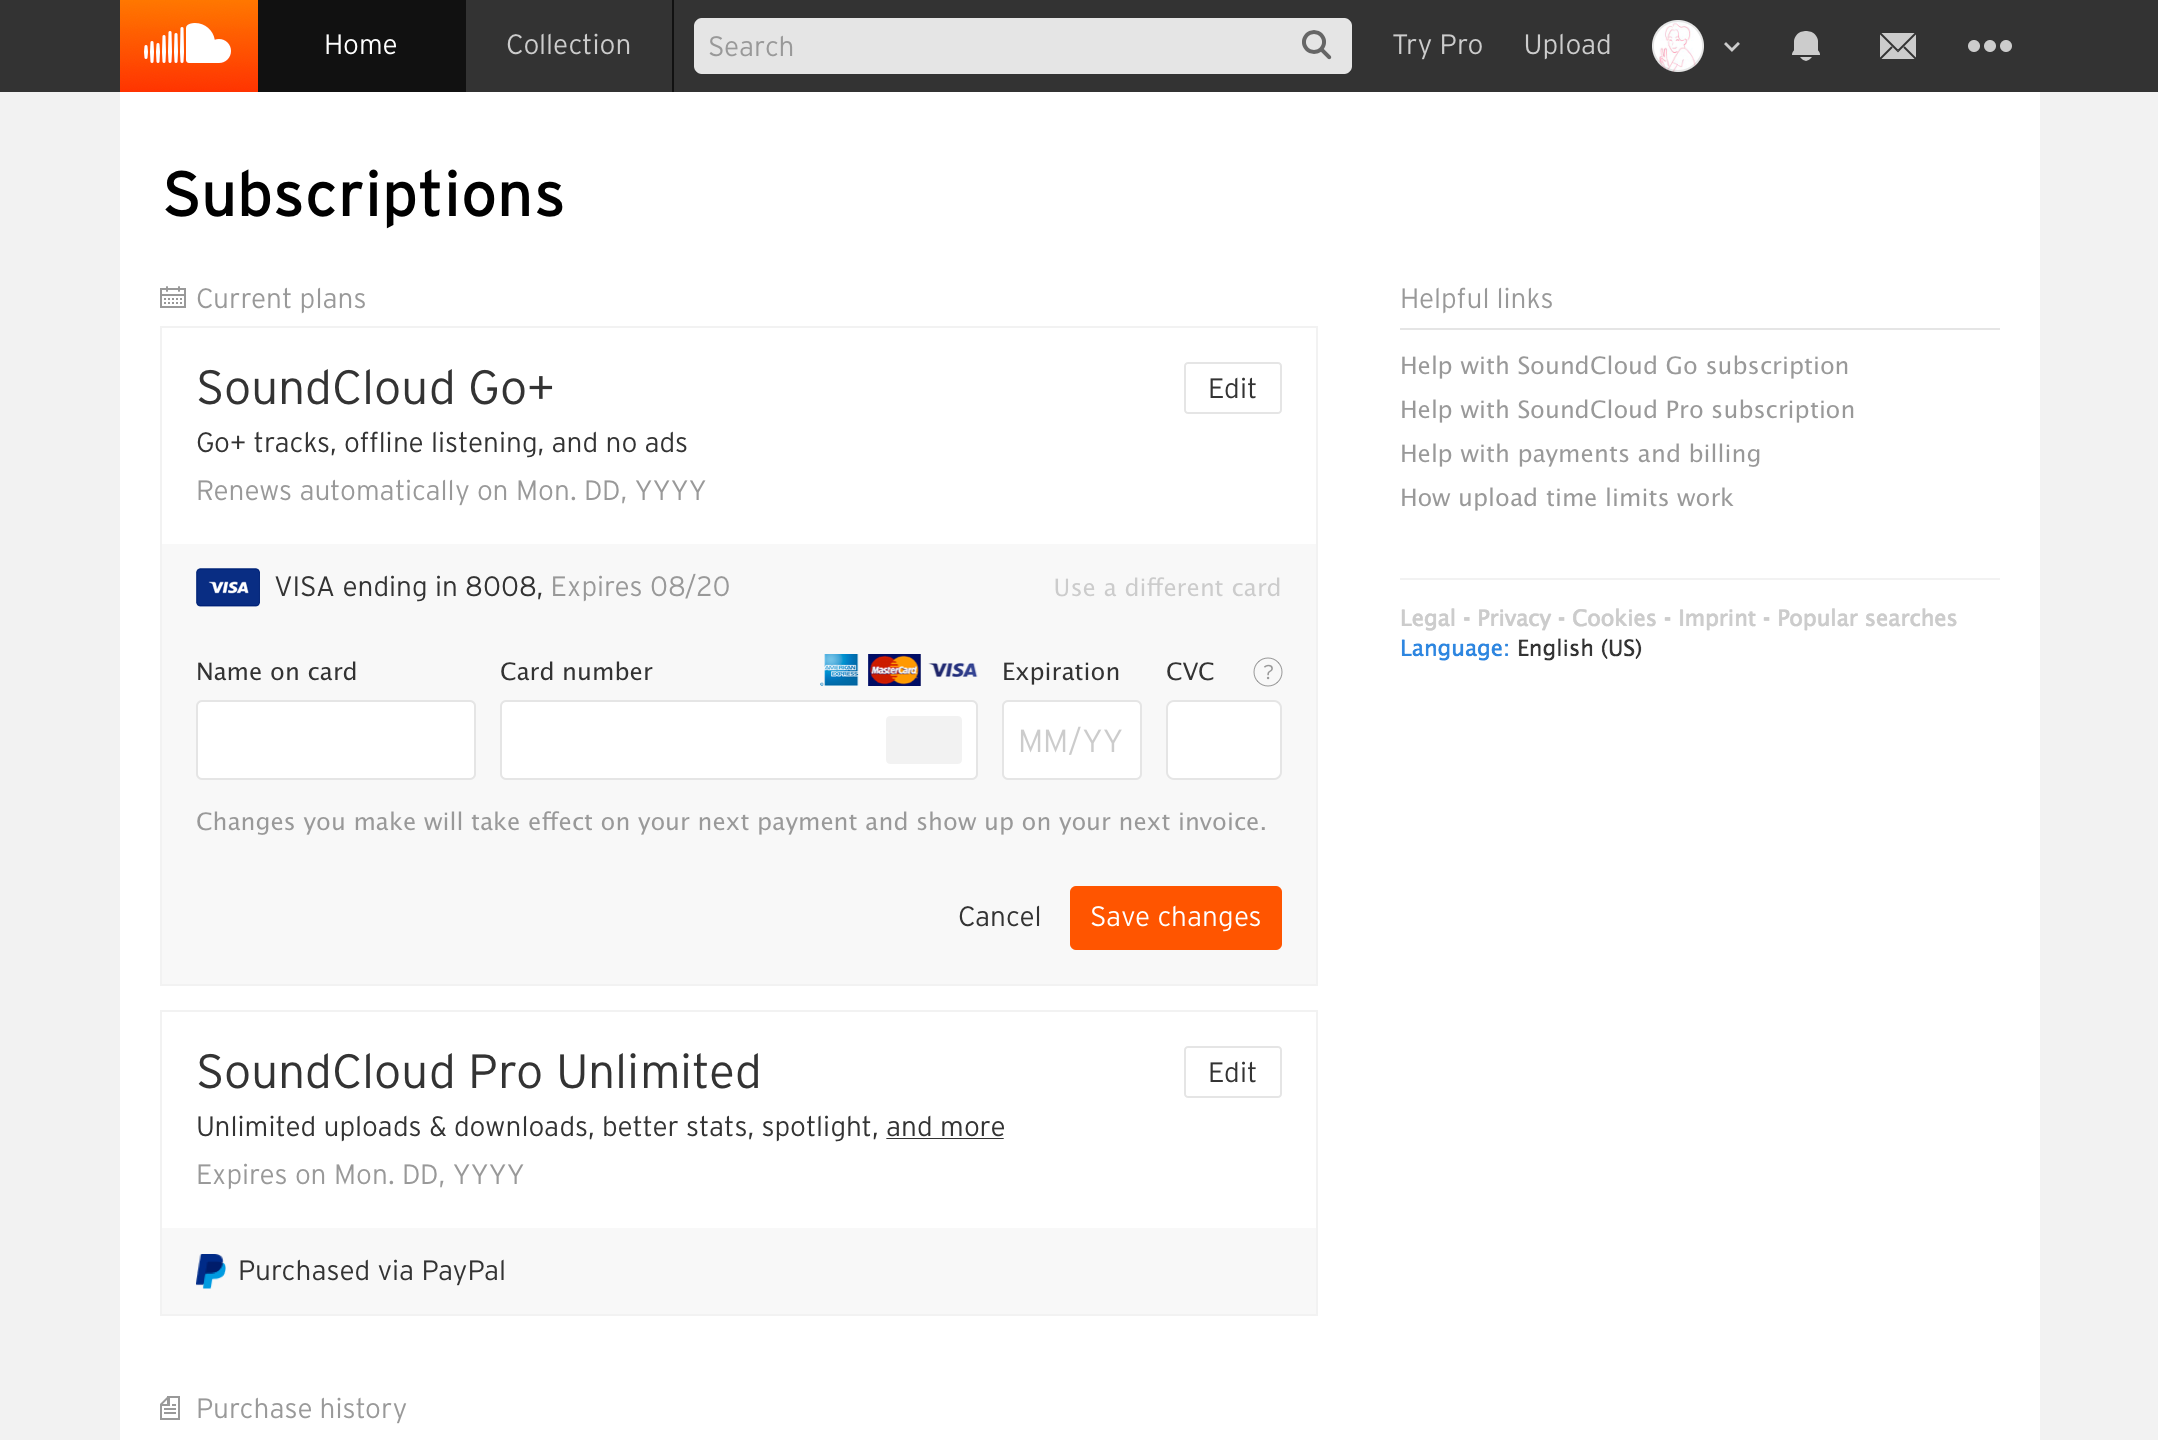 Home
Collection
Search
Try Pro
Upload
Subscriptions
Current plans
SoundCloud Go+
Edit
Go+ tracks, offline listening, and no ads
Renews automatically on Mon. DD, YYYY
VISA
VISA ending in 8008, Expires 08/20
Use a different card
Name on card
Card number
AMERICAN EXPRESS
MasterCard
VISA
Expiration
CVC
?
MM/YY
Changes you make will take effect on your next payment and show up on your next invoice.
Cancel
Save changes
SoundCloud Pro Unlimited
Edit
Unlimited uploads & downloads, better stats, spotlight, and more
Expires on Mon. DD, YYYY
Purchased via PayPal
Purchase history
Helpful links
Help with SoundCloud Go subscription
Help with SoundCloud Pro subscription
Help with payments and billing
How upload time limits work
Legal - Privacy - Cookies - Imprint - Popular searches
Language: English (US)